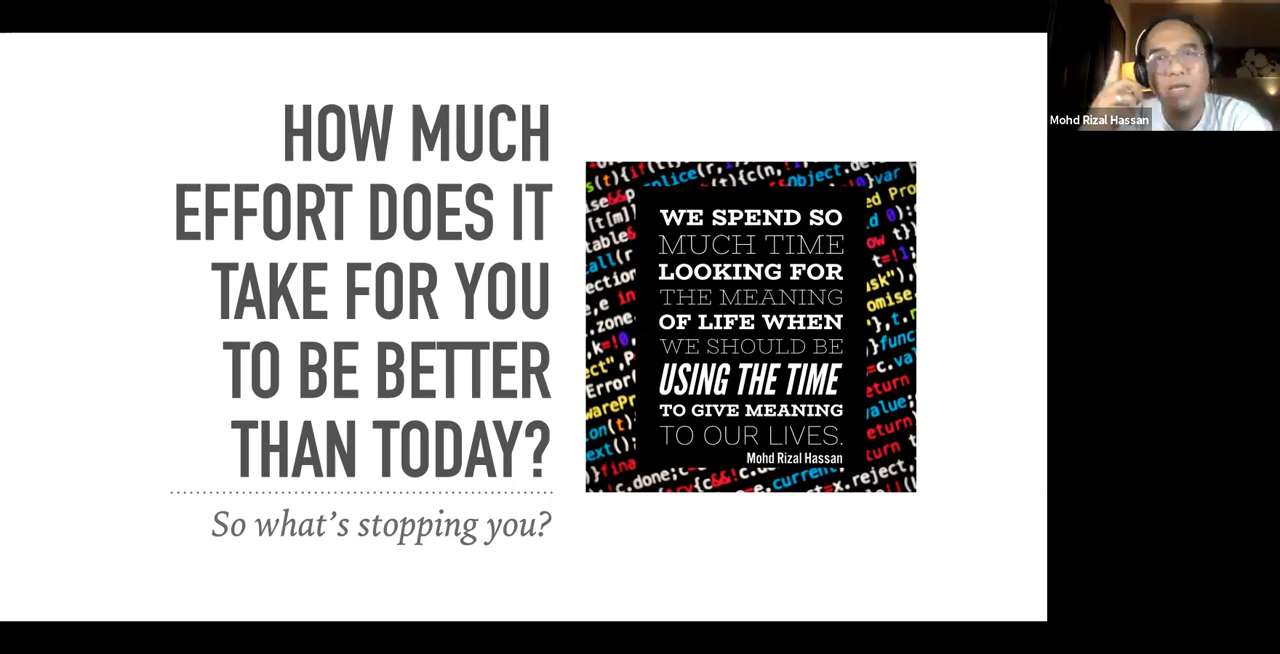 HOW MUCH
EFFORT DOES IT
TAKE FOR YOU
TO BE BETTER
THAN TODAY?
So what's stopping you?
WE SPEND SO
MUCH TIME
LOOKING FOR
THE MEANING
OF LIFE WHEN
WE SHOULD BE
USING THE TIME
TO GIVE MEANING
TO OUR LIVES.
Mohd Rizal Hassan
Mohd Rizal Hassan